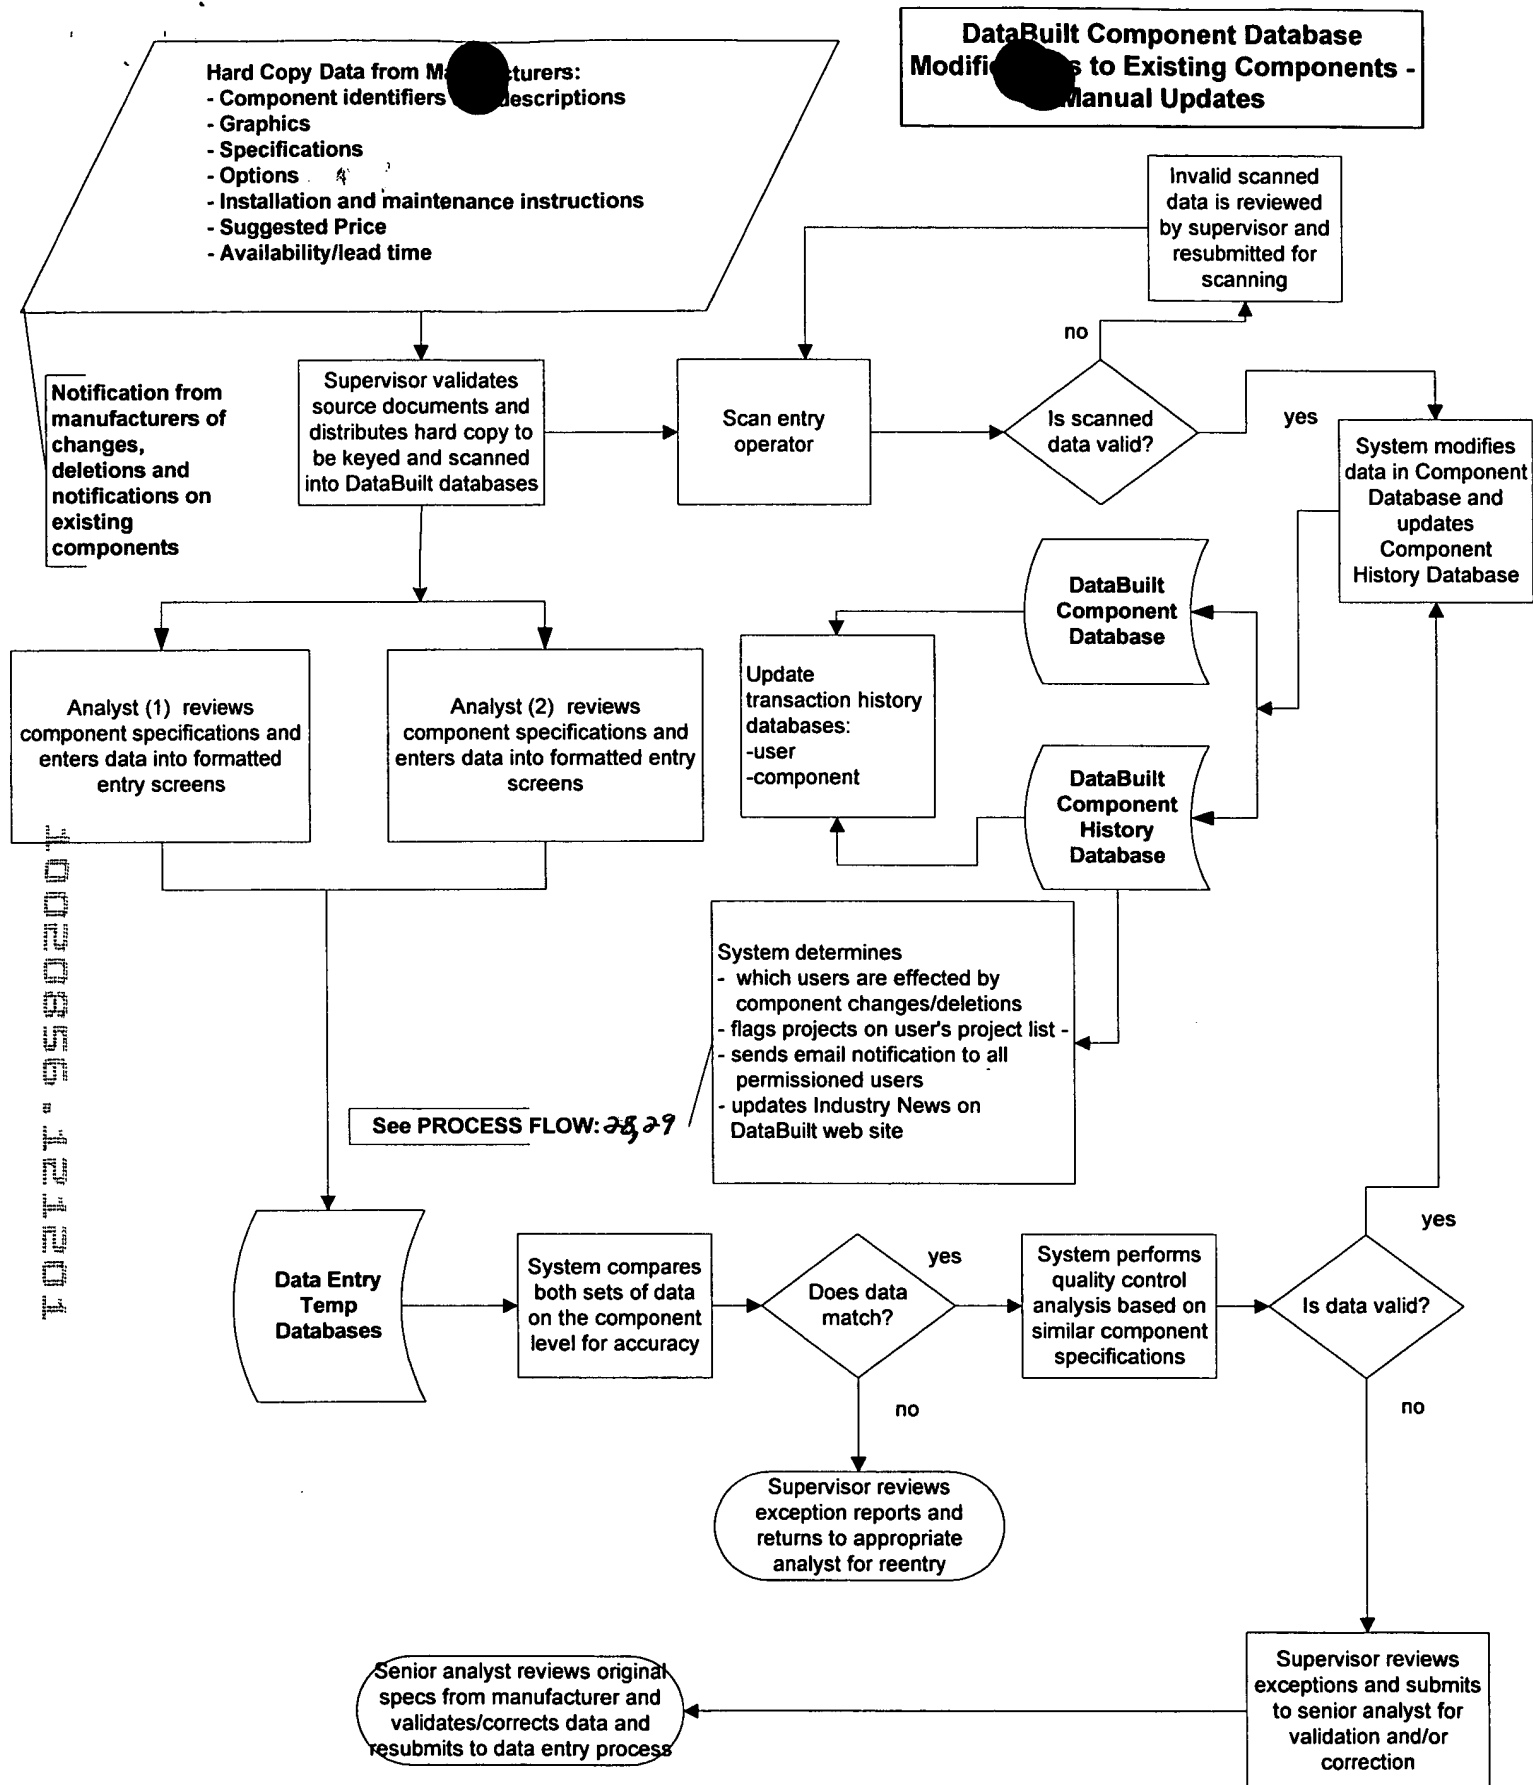 DataBuilt Component Database
Modifi s to Existing Components -
Manual Updates
Hard Copy Data from Ma cturers:
- Component identifiers descriptions
- Graphics
- Specifications
- Options
- Installation and maintenance instructions
- Suggested Price
- Availability/lead time
Invalid scanned
data is reviewed
by supervisor and
resubmitted for
scanning
no
Notification from
manufacturers of
changes,
deletions and
notifications on
existing
components
Supervisor validates
source documents and
distributes hard copy to
be keyed and scanned
into DataBuilt databases
Scan entry
operator
Is scanned
data valid?
yes
System modifies
data in Component
Database and
updates
Component
History Database
DataBuilt
Component
Database
Update
transaction history
databases:
-user
-component
Analyst (1) reviews
component specifications and
enters data into formatted
entry screens
Analyst (2) reviews
component specifications and
enters data into formatted entry
screens
DataBuilt
Component
History
Database
System determines
- which users are effected by
component changes/deletions
- flags projects on user's project list -
- sends email notification to all
permissioned users
- updates Industry News on
DataBuilt web site
See PROCESS FLOW: 28, 29
10020856.121201
Data Entry
Temp
Databases
System compares
both sets of data
on the component
level for accuracy
Does data
match?
yes
System performs
quality control
analysis based on
similar component
specifications
Is data valid?
yes
no
no
Supervisor reviews
exception reports and
returns to appropriate
analyst for reentry
Supervisor reviews
exceptions and submits
to senior analyst for
validation and/or
correction
Senior analyst reviews original
specs from manufacturer and
validates/corrects data and
resubmits to data entry process